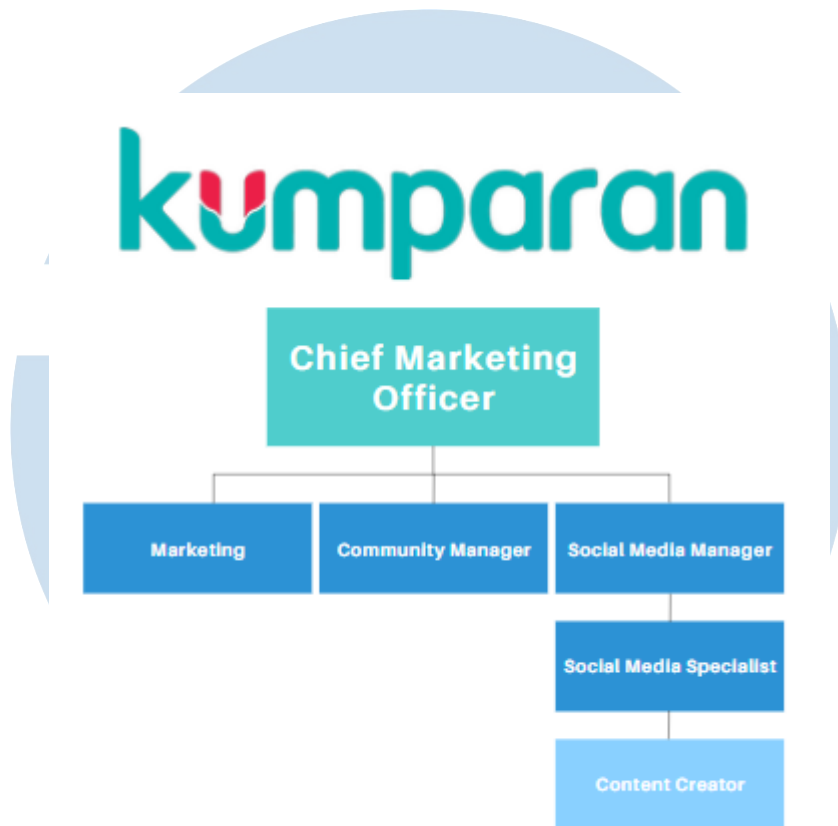 kumparan
Chief Marketing
Officer
Marketing
Community Manager
Social Media Manager
Social Media Specialist
Content Creator